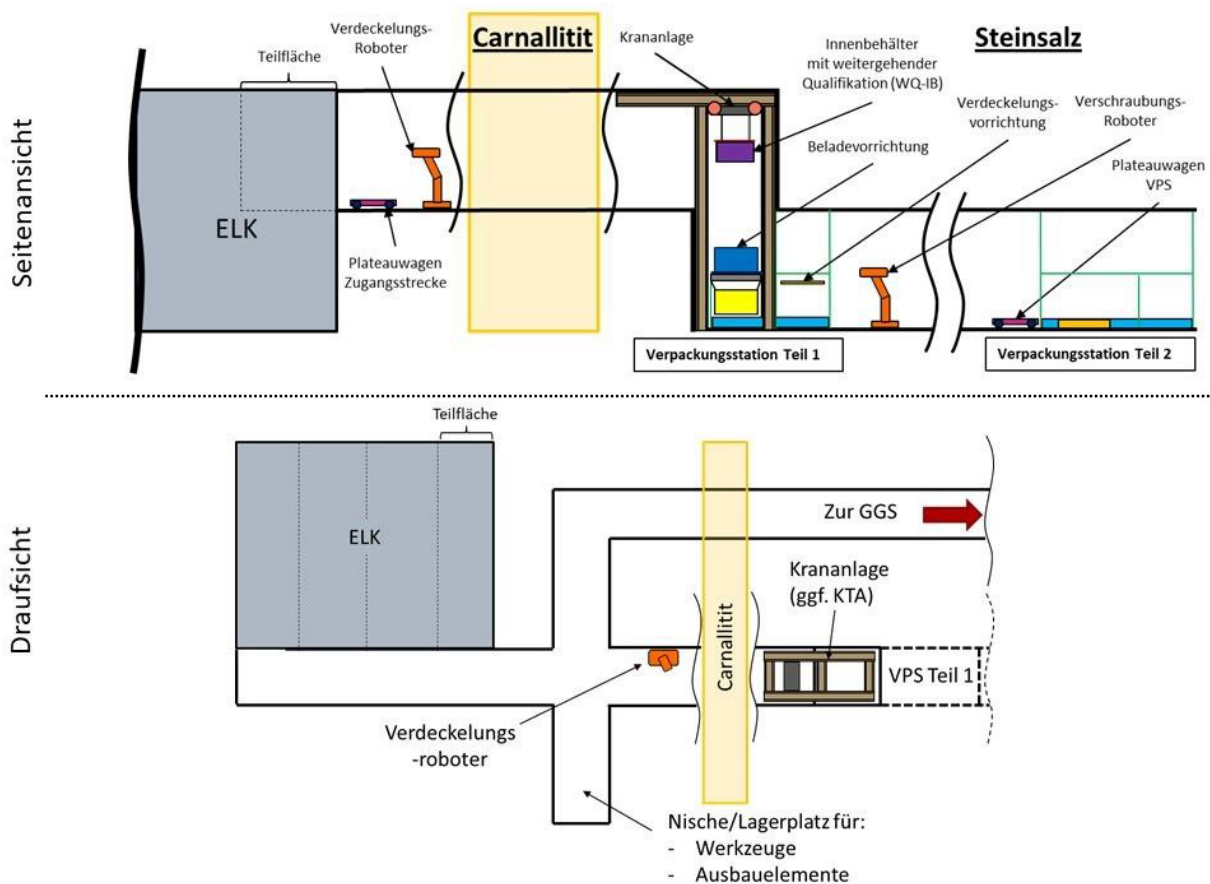 Seitenansicht
Teilfläche
Verdeckelungs-
Roboter
Carnallitit
Krananlage
Innenbehälter
mit weitergehender
Qualifikation (WQ-IB)
Steinsalz
Verdeckelungs-
vorrichtung
Verschraubungs-
Roboter
Beladevorrichtung
Plateauwagen
VPS
ELK
Plateauwagen
Zugangsstrecke
Verpackungsstation Teil 1
Verpackungsstation Teil 2
Draufsicht
Teilfläche
ELK
Zur GGS
Krananlage
(ggf. KTA)
Carnallitit
VPS Teil 1
Verdeckelungs
-roboter
Nische/Lagerplatz für:
- Werkzeuge
- Ausbauelemente